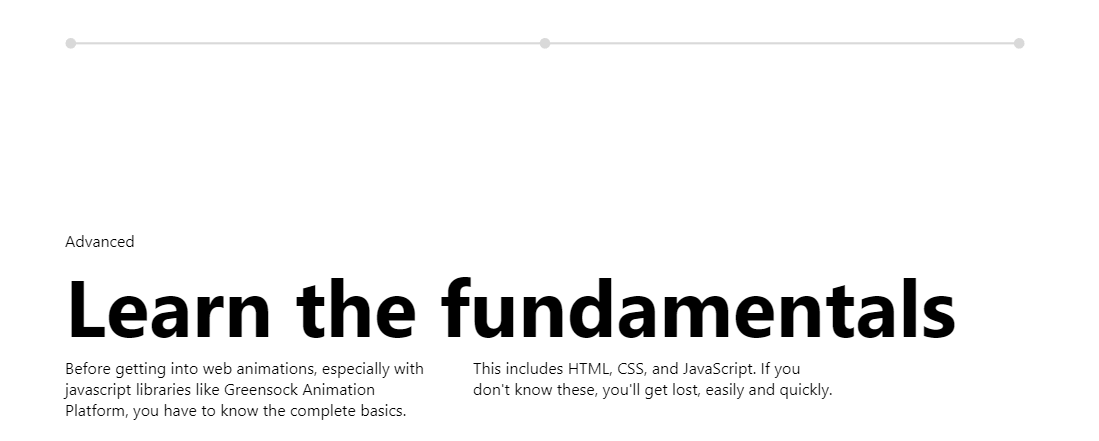 Advanced
Learn the fundamentals
Before getting into web animations, especially with
javascript libraries like Greensock Animation
Platform, you have to know the complete basics.
This includes HTML, CSS, and JavaScript. If you
don't know these, you'll get lost, easily and quickly.